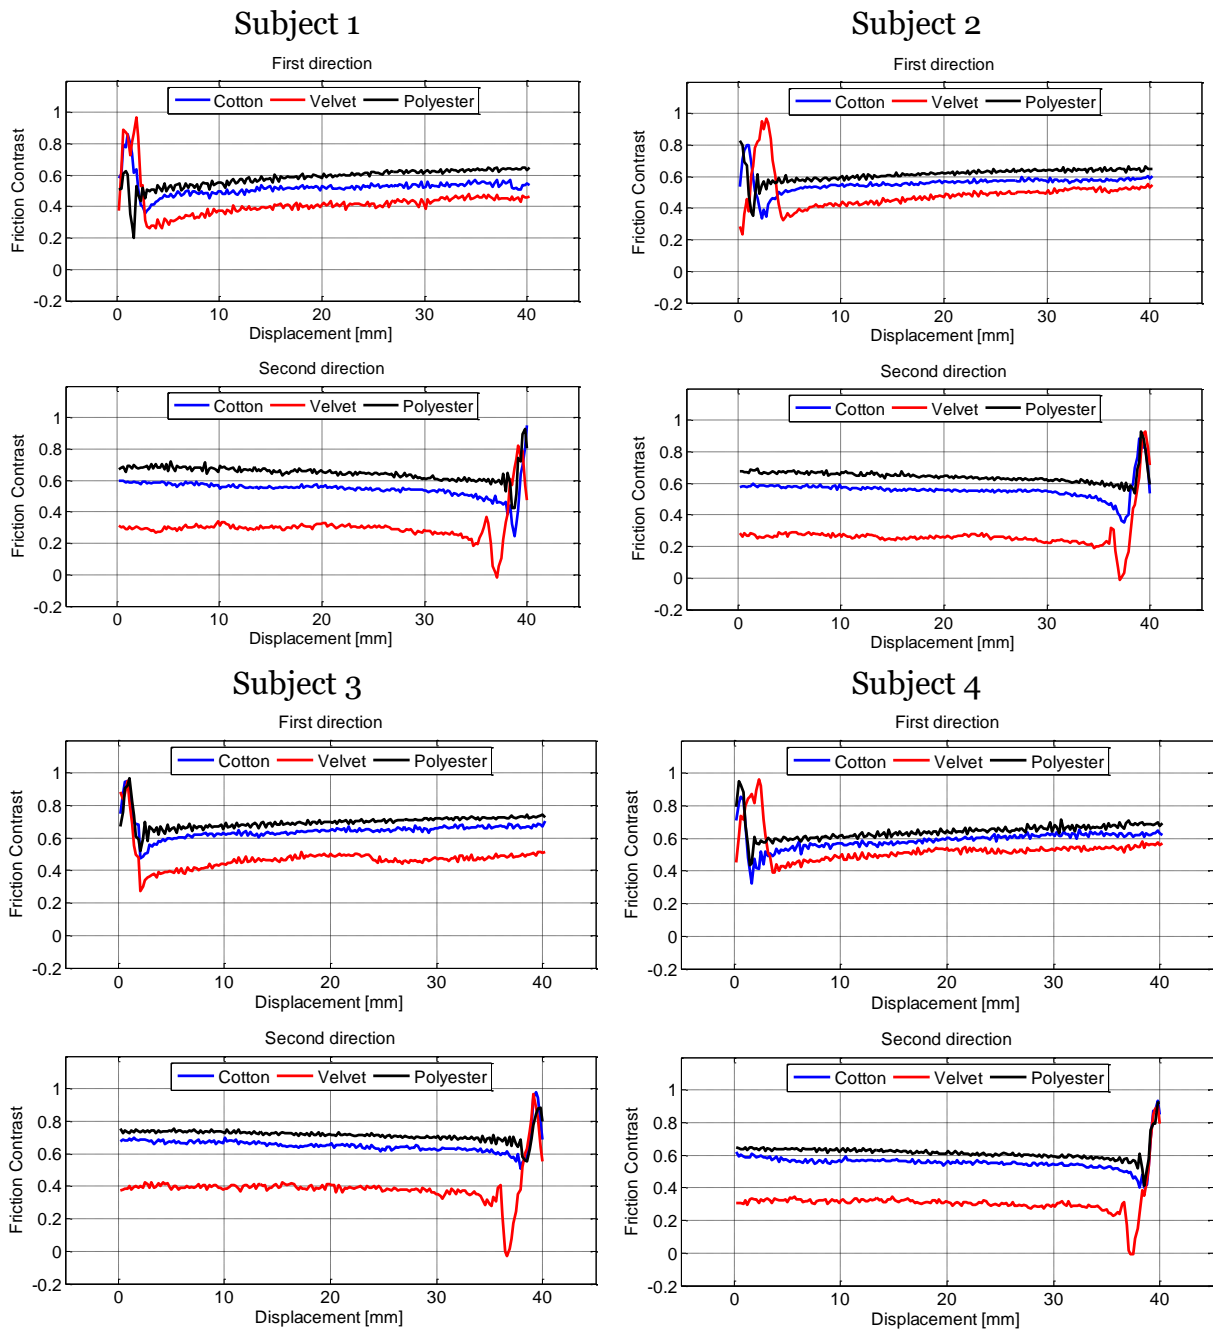 Subject 1
First direction
Cotton Velvet Polyester
Friction Contrast
1
0.8
0.6
0.4
0.2
0
-0.2
0 10 20 30 40
Displacement [mm]
Second direction
Cotton Velvet Polyester
Friction Contrast
1
0.8
0.6
0.4
0.2
0
-0.2
0 10 20 30 40
Displacement [mm]
Subject 2
First direction
Cotton Velvet Polyester
Friction Contrast
1
0.8
0.6
0.4
0.2
0
-0.2
0 10 20 30 40
Displacement [mm]
Second direction
Cotton Velvet Polyester
Friction Contrast
1
0.8
0.6
0.4
0.2
0
-0.2
0 10 20 30 40
Displacement [mm]
Subject 3
First direction
Cotton Velvet Polyester
Friction Contrast
1
0.8
0.6
0.4
0.2
0
-0.2
0 10 20 30 40
Displacement [mm]
Second direction
Cotton Velvet Polyester
Friction Contrast
1
0.8
0.6
0.4
0.2
0
-0.2
0 10 20 30 40
Displacement [mm]
Subject 4
First direction
Cotton Velvet Polyester
Friction Contrast
1
0.8
0.6
0.4
0.2
0
-0.2
0 10 20 30 40
Displacement [mm]
Second direction
Cotton Velvet Polyester
Friction Contrast
1
0.8
0.6
0.4
0.2
0
-0.2
0 10 20 30 40
Displacement [mm]